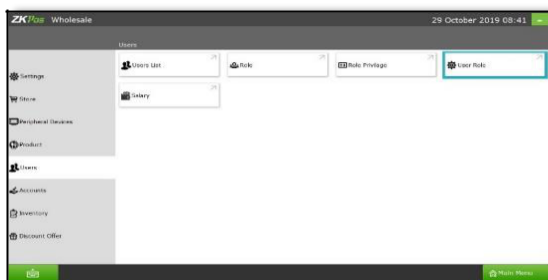 ZKPos Wholesale
29 October 2019 08:41
Users
Users List
Role
Role Privilege
User Role
Salary
Settings
Store
Peripheral Devices
Product
Users
Accounts
Inventory
Discount Offer
Main Menu